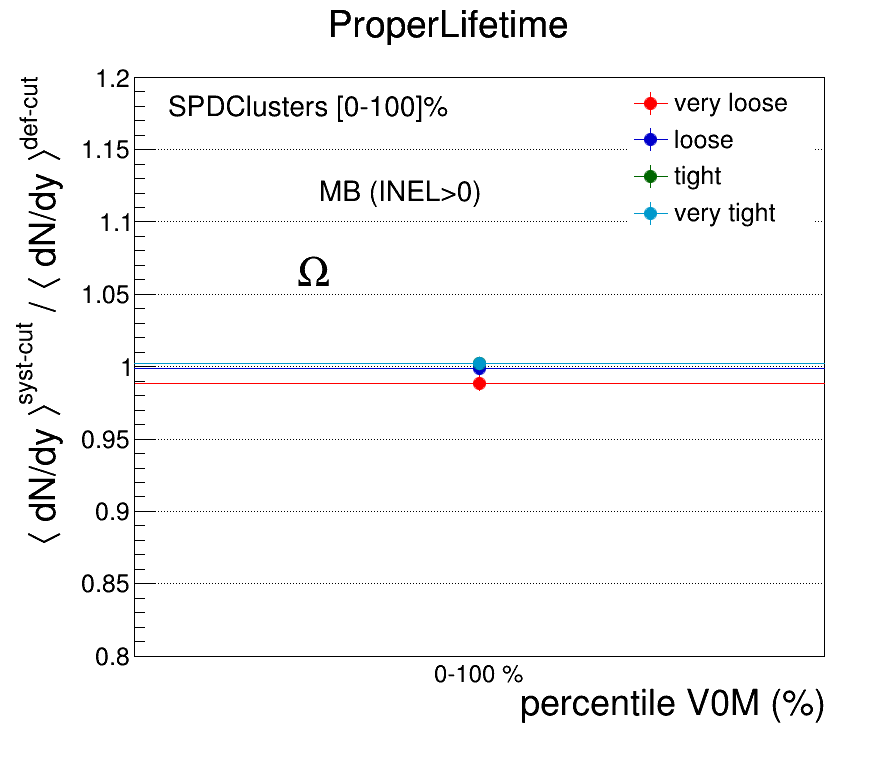 ProperLifetime
⟨ dN/dy ⟩^syst-cut / ⟨ dN/dy ⟩^def-cut
1.2
1.15
1.1
1.05
1
0.95
0.9
0.85
0.8
SPDClusters [0-100]%
MB (INEL>0)
Ω
very loose
loose
tight
very tight
0-100 %
percentile V0M (%)